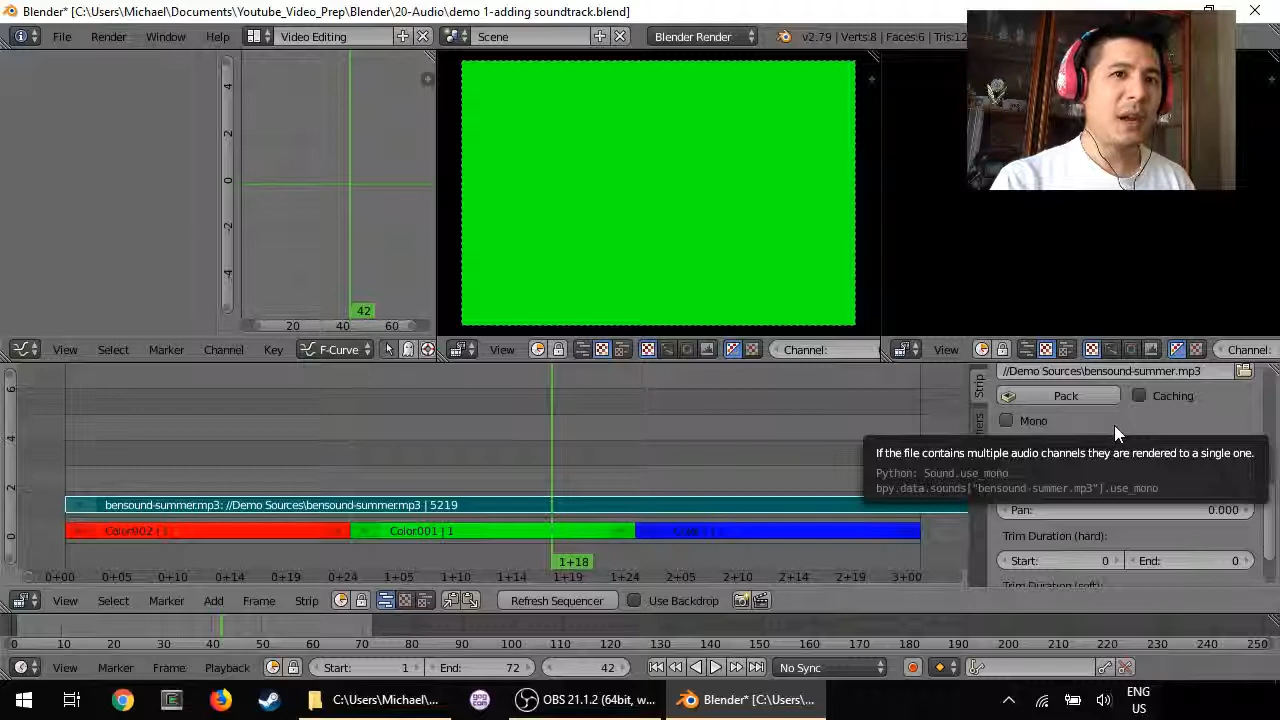 Blender* [C:\Users\Michael\Documents\Youtube_Video_Prep\Blender\20-Audio\demo 1-adding soundtrack.blend]
File Render Window Help Video Editing Scene Blender Render v2.79 | Verts:8 | Faces:6 | Tris:12
4
2
0
-2
-4
42
20 40 60
View Select Marker Channel Key F-Curve View Channel: View Channel:
6
4
2
0
bensound-summer.mp3: //Demo Sources\bensound-summer.mp3 | 5219
Color002 | 1
Color001 | 1
1+18
0+00 0+05 0+10 0+14 0+19 0+24 1+05 1+10 1+14 1+19 1+24 2+05 2+10 2+14 2+19 3+00
Strip
//Demo Sources\bensound-summer.mp3
Pack Caching
Mono
If the file contains multiple audio channels they are rendered to a single one.
Python: Sound.use_mono
bpy.data.sounds["bensound-summer.mp3"].use_mono
Pan: 0.000
Trim Duration (hard):
Start: 0 End: 0
Trim Duration (soft):
View Select Marker Add Frame Strip Refresh Sequencer Use Backdrop
0 10 20 30 40 50 60 70 80 90 100 110 120 130 140 150 160 170 180 190 200 210 220 230 240 250
View Marker Frame Playback Start: 1 End: 72 42 No Sync
C:\Users\Michael\... OBS 21.1.2 (64bit, w... Blender* [C:\Users\... ENG
US